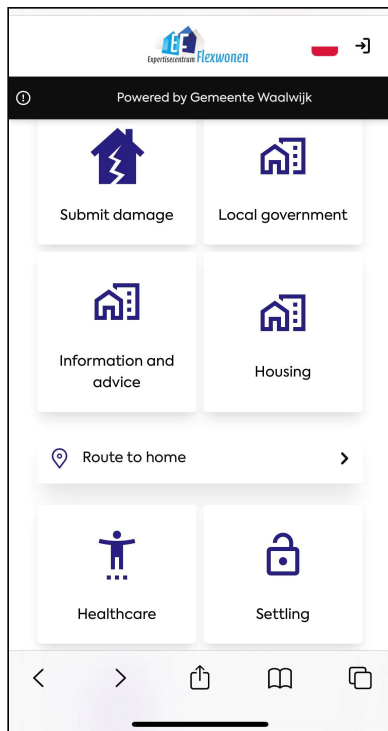 EF
Expertisecentrum Flexwonen
Powered by Gemeente Waalwijk
Submit damage
Local government
Information and
advice
Housing
Route to home
Healthcare
Settling